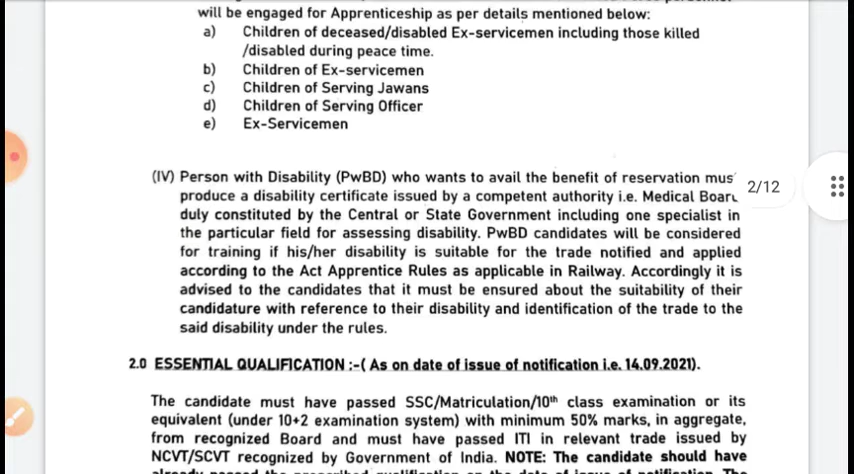 will be engaged for Apprenticeship as per details mentioned below:
a) Children of deceased/disabled Ex-servicemen including those killed
/disabled during peace time.
b) Children of Ex-servicemen
c) Children of Serving Jawans
d) Children of Serving Officer
e) Ex-Servicemen
(IV) Person with Disability (PwBD) who wants to avail the benefit of reservation mus
produce a disability certificate issued by a competent authority i.e. Medical
2/12
duly constituted by the Central or State Government including one specialist in
the particular field for assessing disability. PwBD candidates will be considered
for training if his/her disability is suitable for the trade notified and applied
according to the Act Apprentice Rules as applicable in Railway. Accordingly it is
advised to the candidates that it must be ensured about the suitability of their
candidature with reference to their disability and identification of the trade to the
said disability under the rules.
2.0 ESSENTIAL QUALIFICATION :-( As on date of issue of notification i.e. 14.09.2021).
The candidate must have passed SSC/Matriculation/10th class examination or its
equivalent (under 10+2 examination system) with minimum 50% marks, in aggregate,
from recognized Board and must have passed ITI in relevant trade issued by
NCVT/SCVT recognized by Government of India. NOTE: The candidate should have